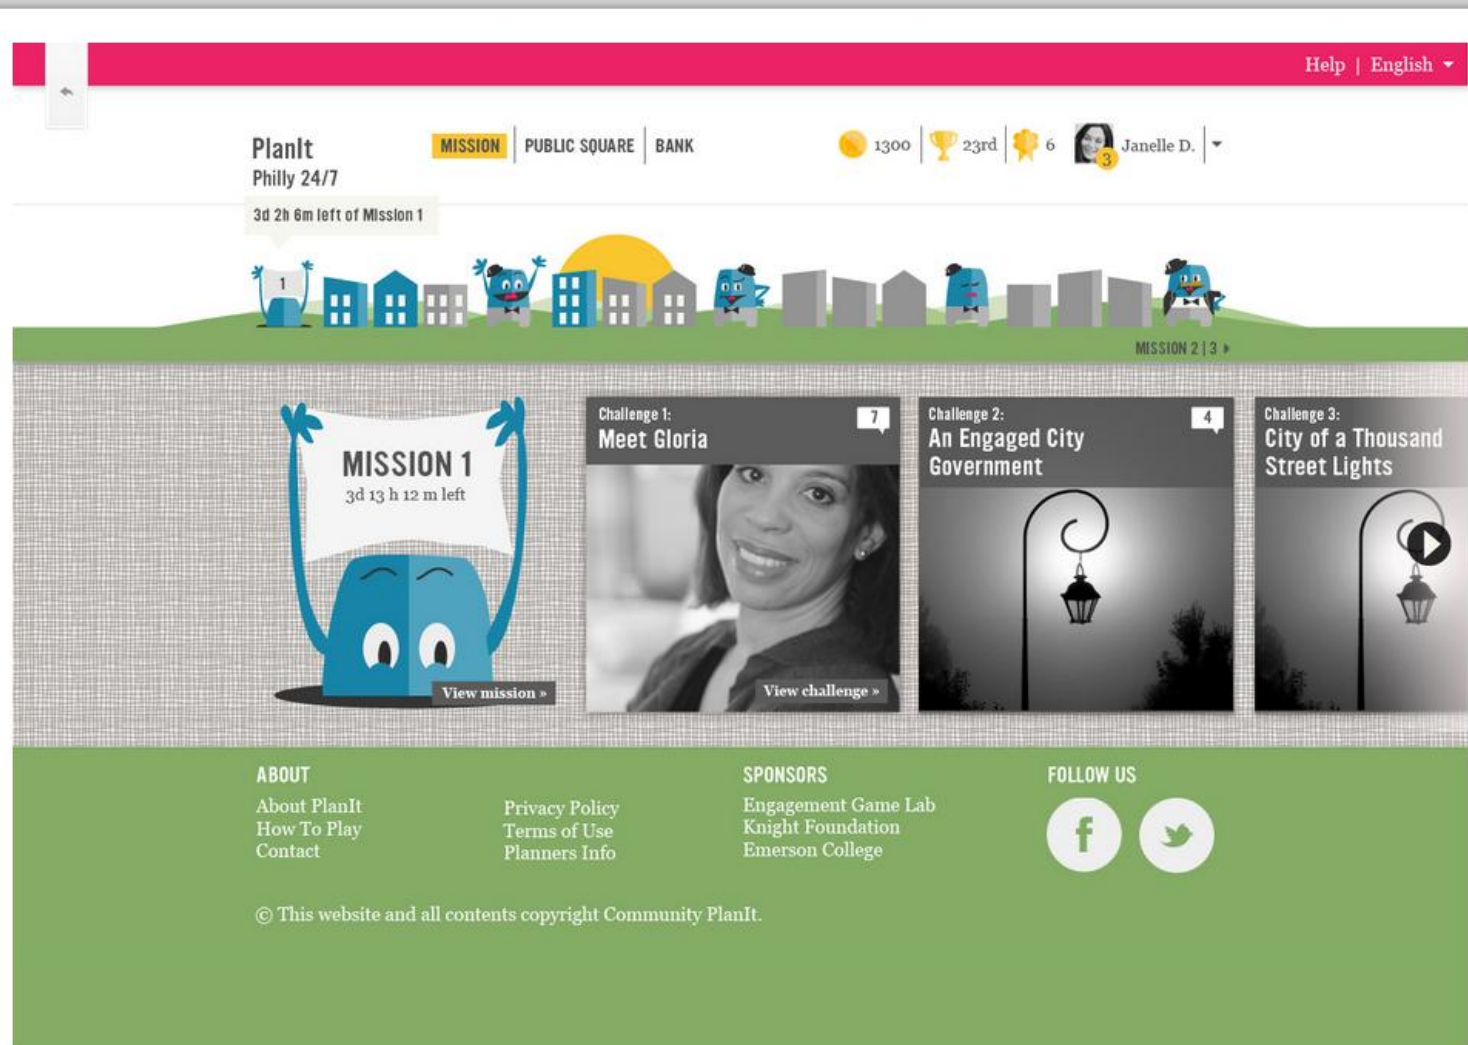 Help | English
PlanIt
Philly 24/7
MISSION
PUBLIC SQUARE
BANK
1300
23rd
6
3
Janelle D.
3d 2h 6m left of Mission 1
1
MISSION 2 | 3
MISSION 1
3d 13 h 12 m left
View mission »
Challenge 1:
Meet Gloria
7
View challenge »
Challenge 2:
An Engaged City
Government
4
Challenge 3:
City of a Thousand
Street Lights
ABOUT
About PlanIt
How To Play
Contact
Privacy Policy
Terms of Use
Planners Info
SPONSORS
Engagement Game Lab
Knight Foundation
Emerson College
FOLLOW US
© This website and all contents copyright Community PlanIt.